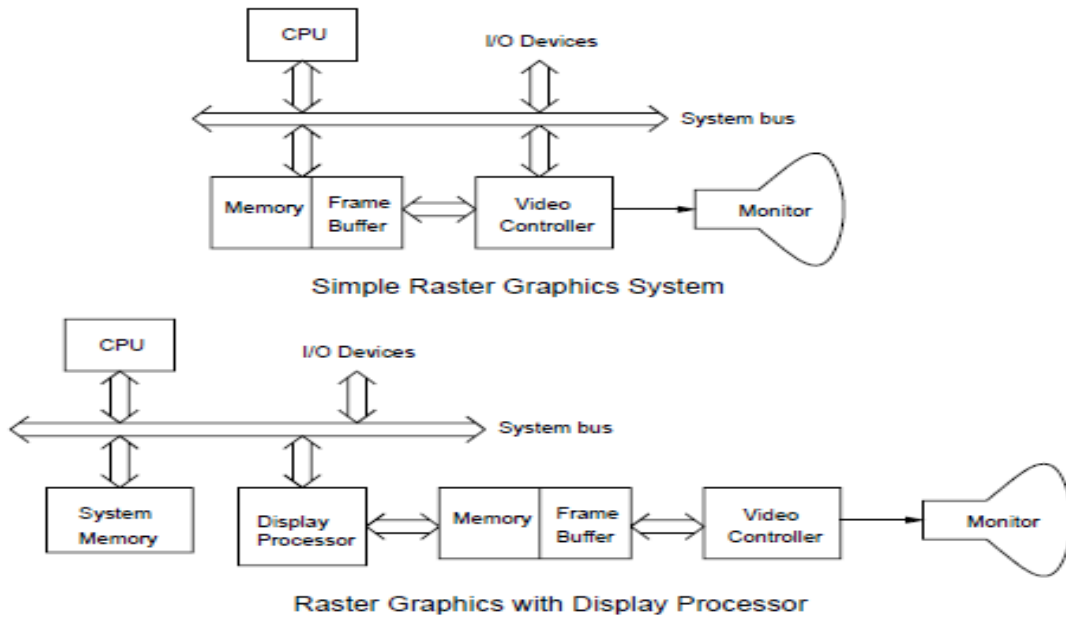 CPU
I/O Devices
System bus
Memory
Frame
Buffer
Video
Controller
Monitor
Simple Raster Graphics System
CPU
I/O Devices
System bus
System
Memory
Display
Processor
Memory
Frame
Buffer
Video
Controller
Monitor
Raster Graphics with Display Processor